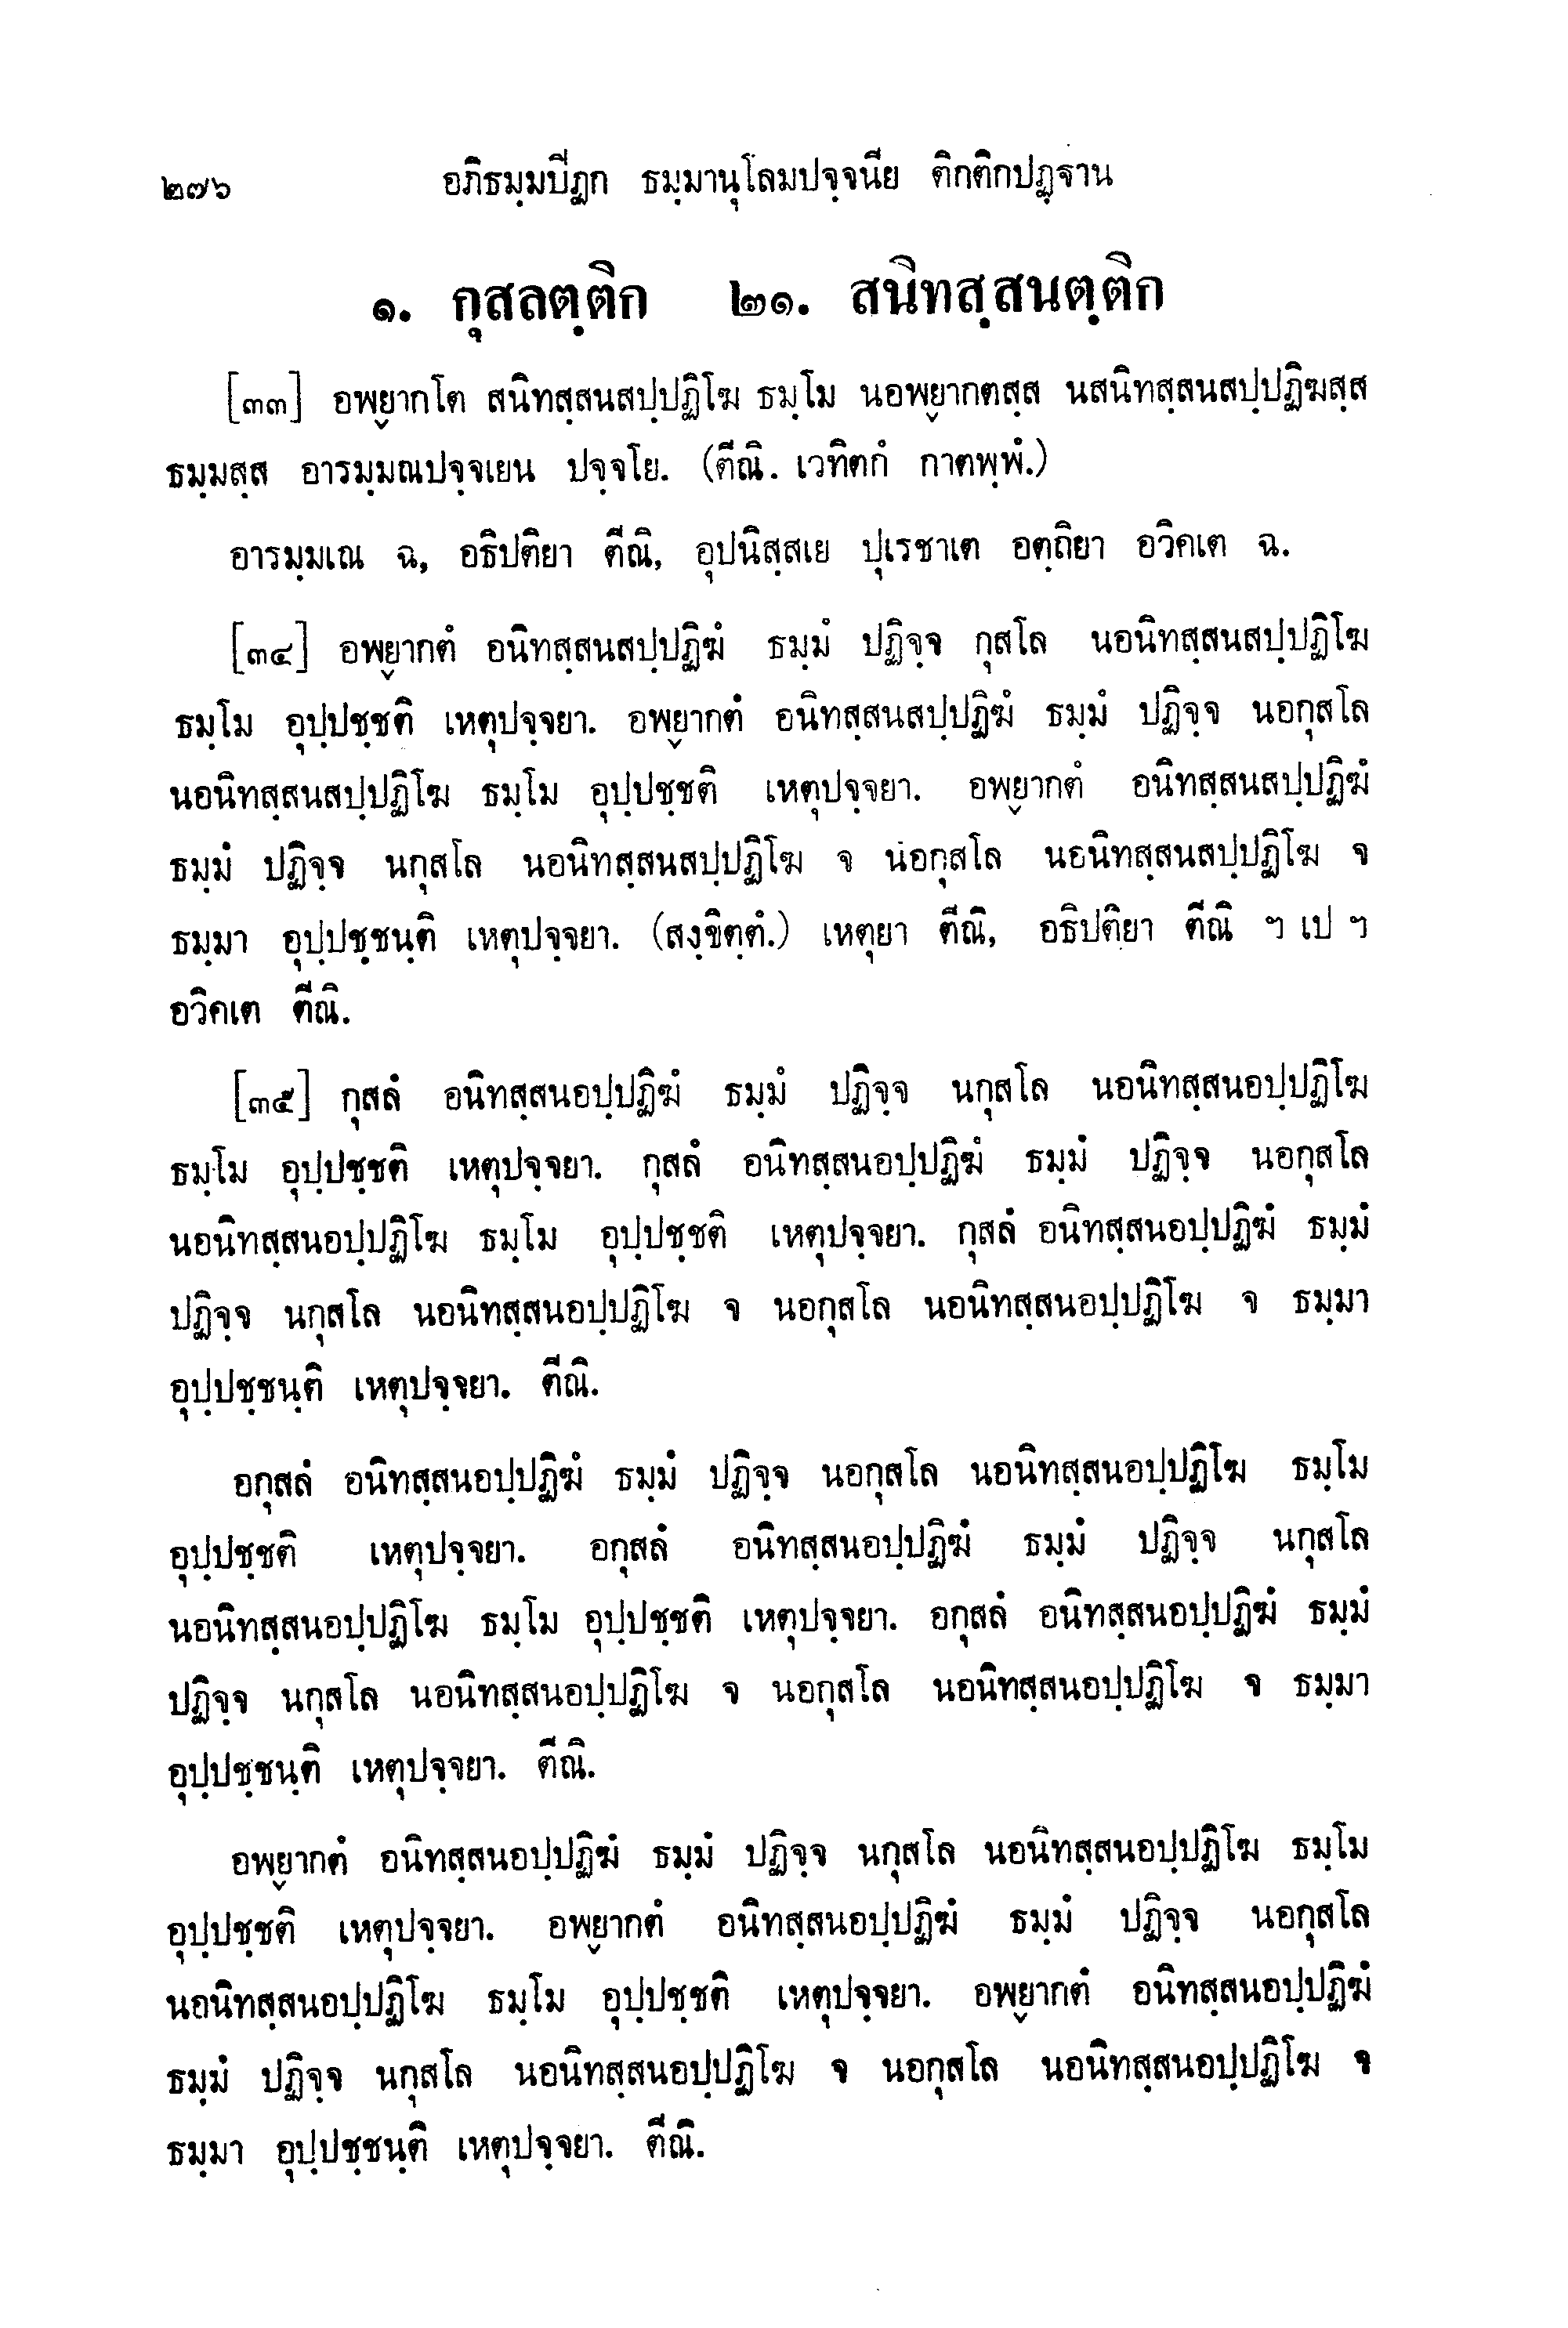 ๒๗๖ อภิธมฺมปีฏก ธมฺมานุโลมปจฺจนีย ติกติกปฏฺฐาน
๑. กุสลตฺติก ๒๑. สนิทสฺสนตฺติก
[๓๓] อพฺยากโต สนิทสฺสนสปฺปฏิโฆ ธมฺโม นอพฺยากตสฺส นสนิทสฺสนสปฺปฏิฆสฺส
ธมฺมสฺส อารมฺมณปจฺจเยน ปจฺจโย. (ตีณิ. เวทิตกํ กาตพฺพํ.)
อารมฺมเณ ฉ, อธิปติยา ตีณิ, อุปนิสฺสเย ปุเรชาเต อตฺถิยา อวิคเต ฉ.
[๓๔] อพฺยากตํ อนิทสฺสนสปฺปฏิฆํ ธมฺมํ ปฏิจฺจ กุสโล นอนิทสฺสนสปฺปฏิโฆ
ธมฺโม อุปฺปชฺชติ เหตุปจฺจยา. อพฺยากตํ อนิทสฺสนสปฺปฏิฆํ ธมฺมํ ปฏิจฺจ นอกุสโล
นอนิทสฺสนสปฺปฏิโฆ ธมฺโม อุปฺปชฺชติ เหตุปจฺจยา. อพฺยากตํ อนิทสฺสนสปฺปฏิฆํ
ธมฺมํ ปฏิจฺจ นกุสโล นอนิทสฺสนสปฺปฏิโฆ จ นอกุสโล นอนิทสฺสนสปฺปฏิโฆ จ
ธมฺมา อุปฺปชฺชนฺติ เหตุปจฺจยา. (สงฺขิตฺตํ.) เหตุยา ตีณิ, อธิปติยา ตีณิ ฯ เป ฯ
อวิคเต ตีณิ.
[๓๕] กุสลํ อนิทสฺสนอปฺปฏิฆํ ธมฺมํ ปฏิจฺจ นกุสโล นอนิทสฺสนอปฺปฏิโฆ
ธมฺโม อุปฺปชฺชติ เหตุปจฺจยา. กุสลํ อนิทสฺสนอปฺปฏิฆํ ธมฺมํ ปฏิจฺจ นอกุสโล
นอนิทสฺสนอปฺปฏิโฆ ธมฺโม อุปฺปชฺชติ เหตุปจฺจยา. กุสลํ อนิทสฺสนอปฺปฏิฆํ ธมฺมํ
ปฏิจฺจ นกุสโล นอนิทสฺสนอปฺปฏิโฆ จ นอกุสโล นอนิทสฺสนอปฺปฏิโฆ จ ธมฺมา
อุปฺปชฺชนฺติ เหตุปจฺจยา. ตีณิ.
อกุสลํ อนิทสฺสนอปฺปฏิฆํ ธมฺมํ ปฏิจฺจ นอกุสโล นอนิทสฺสนอปฺปฏิโฆ ธมฺโม
อุปฺปชฺชติ เหตุปจฺจยา. อกุสลํ อนิทสฺสนอปฺปฏิฆํ ธมฺมํ ปฏิจฺจ นกุสโล
นอนิทสฺสนอปฺปฏิโฆ ธมฺโม อุปฺปชฺชติ เหตุปจฺจยา. อกุสลํ อนิทสฺสนอปฺปฏิฆํ ธมฺมํ
ปฏิจฺจ นกุสโล นอนิทสฺสนอปฺปฏิโฆ จ นอกุสโล นอนิทสฺสนอปฺปฏิโฆ จ ธมฺมา
อุปฺปชฺชนฺติ เหตุปจฺจยา. ตีณิ.
อพฺยากตํ อนิทสฺสนอปฺปฏิฆํ ธมฺมํ ปฏิจฺจ นกุสโล นอนิทสฺสนอปฺปฏิโฆ ธมฺโม
อุปฺปชฺชติ เหตุปจฺจยา. อพฺยากตํ อนิทสฺสนอปฺปฏิฆํ ธมฺมํ ปฏิจฺจ นอกุสโล
นอนิทสฺสนอปฺปฏิโฆ ธมฺโม อุปฺปชฺชติ เหตุปจฺจยา. อพฺยากตํ อนิทสฺสนอปฺปฏิฆํ
ธมฺมํ ปฏิจฺจ นกุสโล นอนิทสฺสนอปฺปฏิโฆ จ นอกุสโล นอนิทสฺสนอปฺปฏิโฆ จ
ธมฺมา อุปฺปชฺชนฺติ เหตุปจฺจยา. ตีณิ.